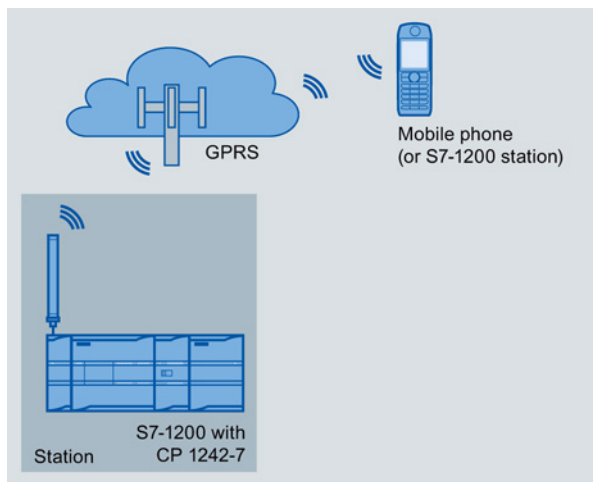 GPRS
Mobile phone
(or S7-1200 station)
S7-1200 with
CP 1242-7
Station